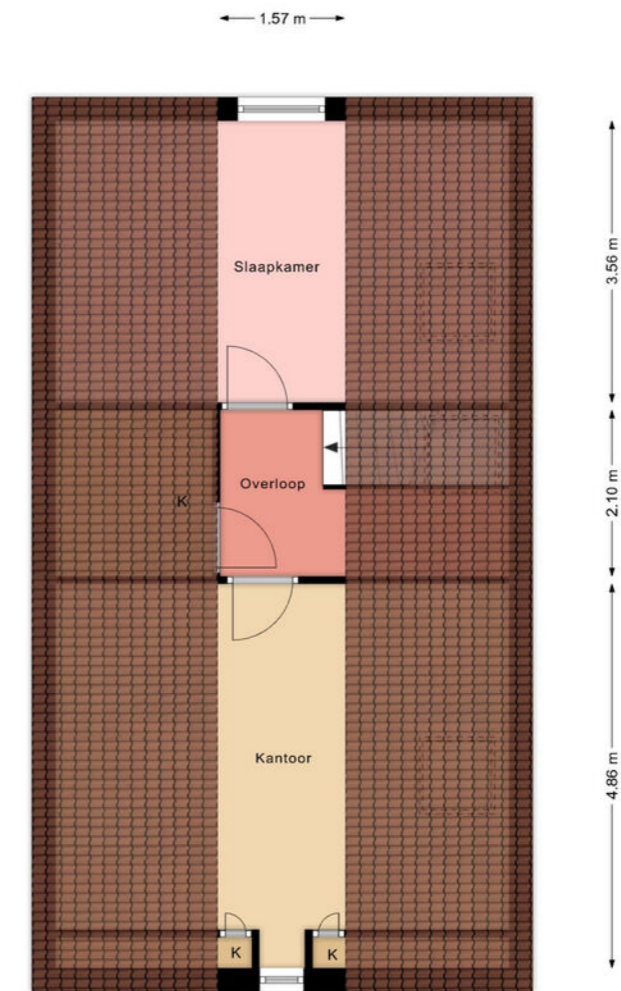 1.57 m
Slaapkamer
3.56 m
Overloop
K
2.10 m
Kantoor
4.86 m
K
K